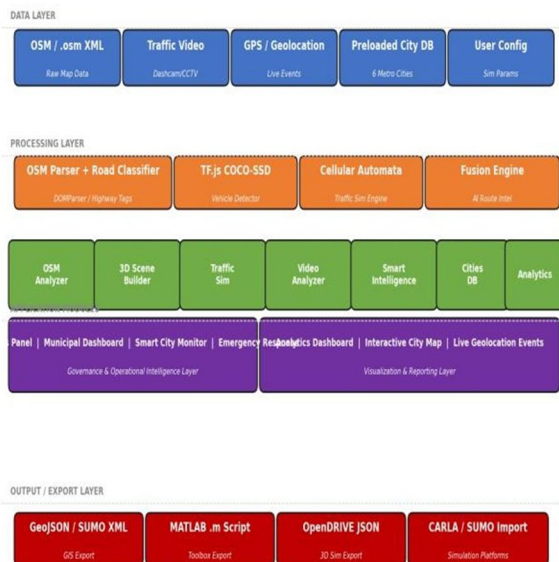 DATA LAYER
OSM / .osm XML
Raw Map Data
Traffic Video
Dashcam/CCTV
GPS / Geolocation
Live Events
Preloaded City DB
6 Metro Cities
User Config
Sim Params
PROCESSING LAYER
OSM Parser + Road Classifier
DOMParser / Highway Tags
TF.js COCO-SSD
Vehicle Detector
Cellular Automata
Traffic Sim Engine
Fusion Engine
AI Route Intel
OSM
Analyzer
3D Scene
Builder
Traffic
Sim
Video
Analyzer
Smart
Intelligence
Cities
DB
Analytics
Panel | Municipal Dashboard | Smart City Monitor | Emergency Response
Governance & Operational Intelligence Layer
Analytics Dashboard | Interactive City Map | Live Geolocation Events
Visualization & Reporting Layer
OUTPUT / EXPORT LAYER
GeoJSON / SUMO XML
GIS Export
MATLAB .m Script
Toolbox Export
OpenDRIVE JSON
3D Sim Export
CARLA / SUMO Import
Simulation Platforms